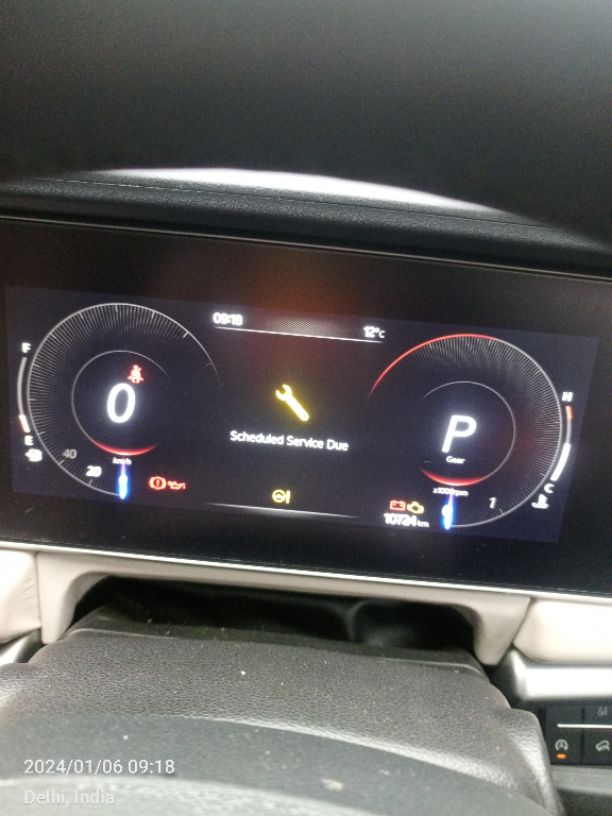 09:18
12°c
F
H
0
P
Scheduled Service Due
E
40
km/h
Gear
C
20
x1000rpm
1
10724 km
2024/01/06 09:18
Delhi, India